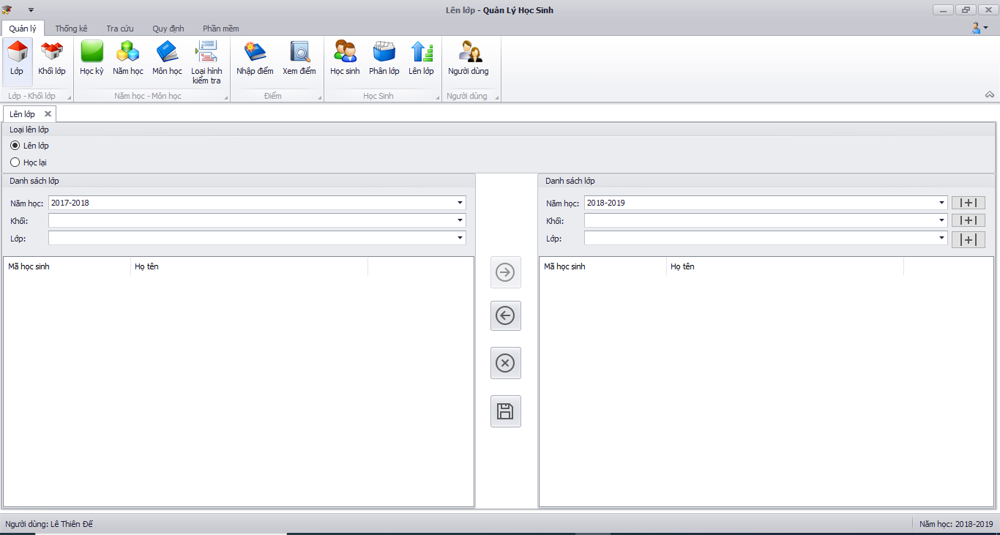 Lên lớp - Quản Lý Học Sinh
Quản lý Thống kê Tra cứu Quy định Phần mềm
Lớp Khối lớp Học kỳ Năm học Môn học Loại hình kiểm tra Nhập điểm Xem điểm Học sinh Phân lớp Lên lớp Người dùng
Lớp - Khối lớp Năm học - Môn học Điểm Học Sinh Người dùng
Lên lớp
Loại lên lớp
Lên lớp
Học lại
Danh sách lớp
Năm học: 2017-2018
Khối:
Lớp:
Mã học sinh Họ tên
Danh sách lớp
Năm học: 2018-2019
Khối:
Lớp:
Mã học sinh Họ tên
Người dùng: Lê Thiên Đế
Năm học: 2018-2019